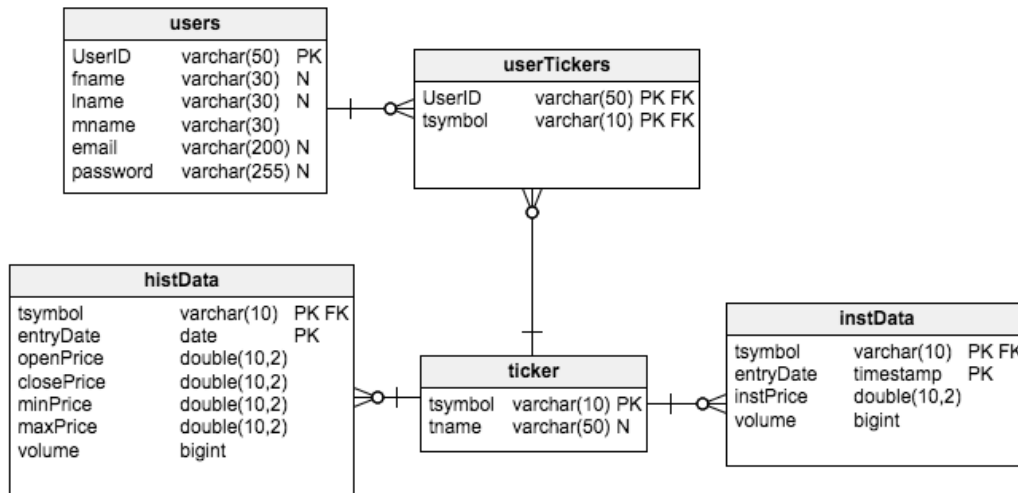 users
UserID varchar(50) PK
fname varchar(30) N
lname varchar(30) N
mname varchar(30)
email varchar(200) N
password varchar(255) N
userTickers
UserID varchar(50) PK FK
tsymbol varchar(10) PK FK
histData
tsymbol varchar(10) PK FK
entryDate date PK
openPrice double(10,2)
closePrice double(10,2)
minPrice double(10,2)
maxPrice double(10,2)
volume bigint
ticker
tsymbol varchar(10) PK
tname varchar(50) N
instData
tsymbol varchar(10) PK FK
entryDate timestamp PK
instPrice double(10,2)
volume bigint